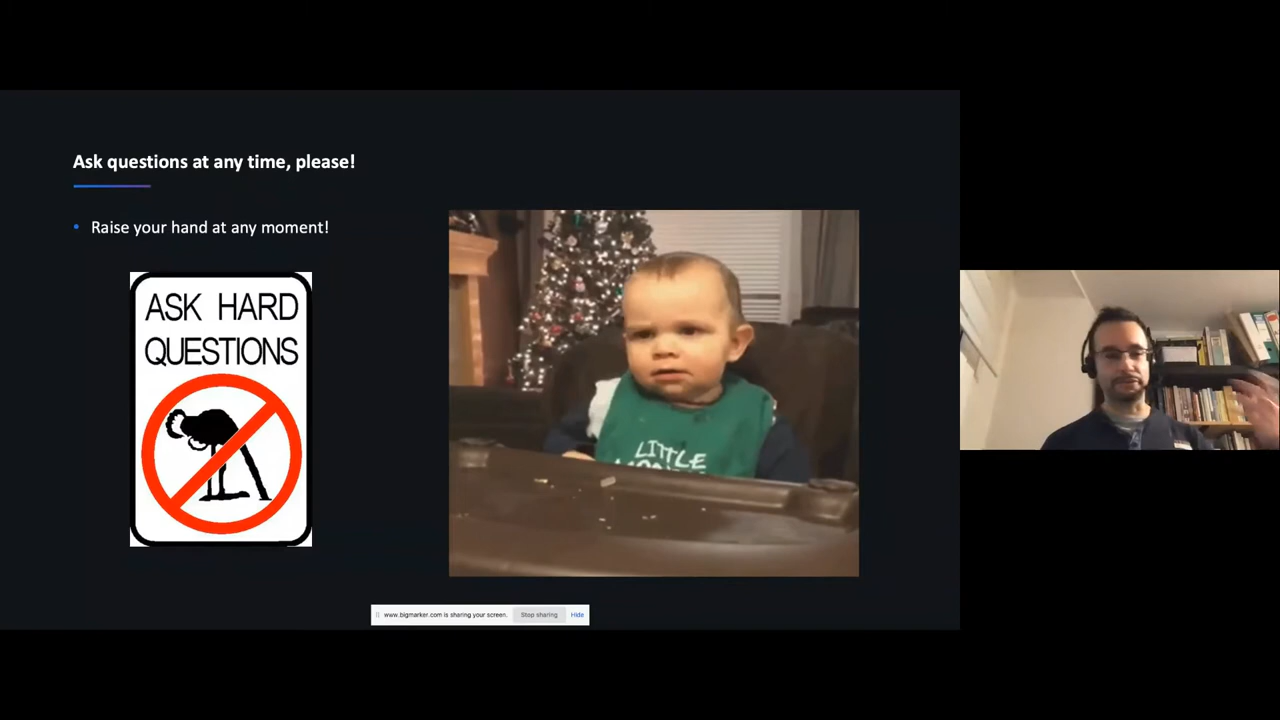 Ask questions at any time, please!
• Raise your hand at any moment!
ASK HARD
QUESTIONS
LITTLE
www.bigmarker.com is sharing your screen. Stop sharing Hide